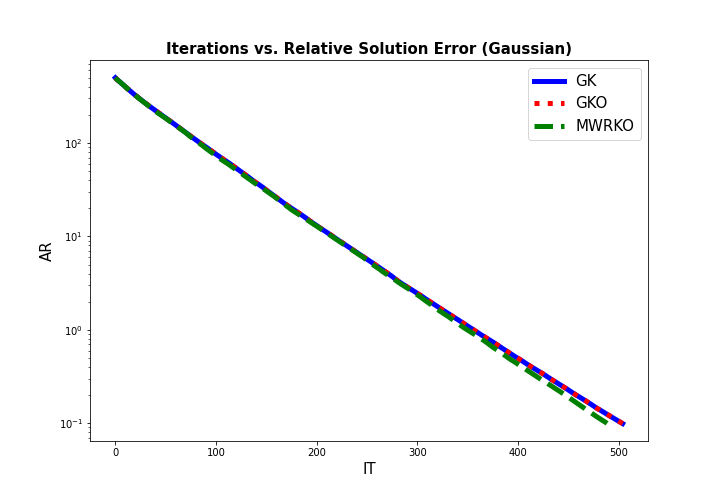 Iterations vs. Relative Solution Error (Gaussian)
GK
GKO
MWRKO
AR
10²
10¹
10⁰
10⁻¹
0 100 200 300 400 500
IT